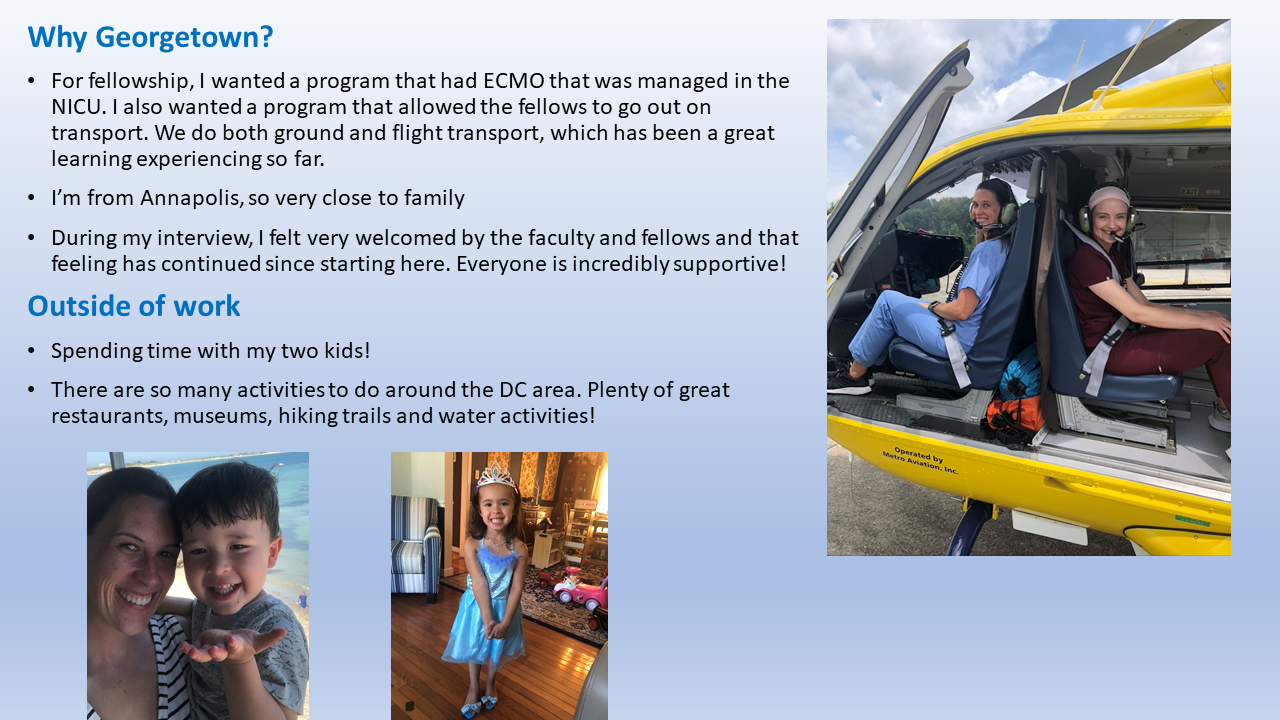 Why Georgetown?
• For fellowship, I wanted a program that had ECMO that was managed in the
NICU. I also wanted a program that allowed the fellows to go out on
transport. We do both ground and flight transport, which has been a great
learning experiencing so far.
• I’m from Annapolis, so very close to family
• During my interview, I felt very welcomed by the faculty and fellows and that
feeling has continued since starting here. Everyone is incredibly supportive!
Outside of work
• Spending time with my two kids!
• There are so many activities to do around the DC area. Plenty of great
restaurants, museums, hiking trails and water activities!
EXIT
Operated by
Metro Aviation, Inc.